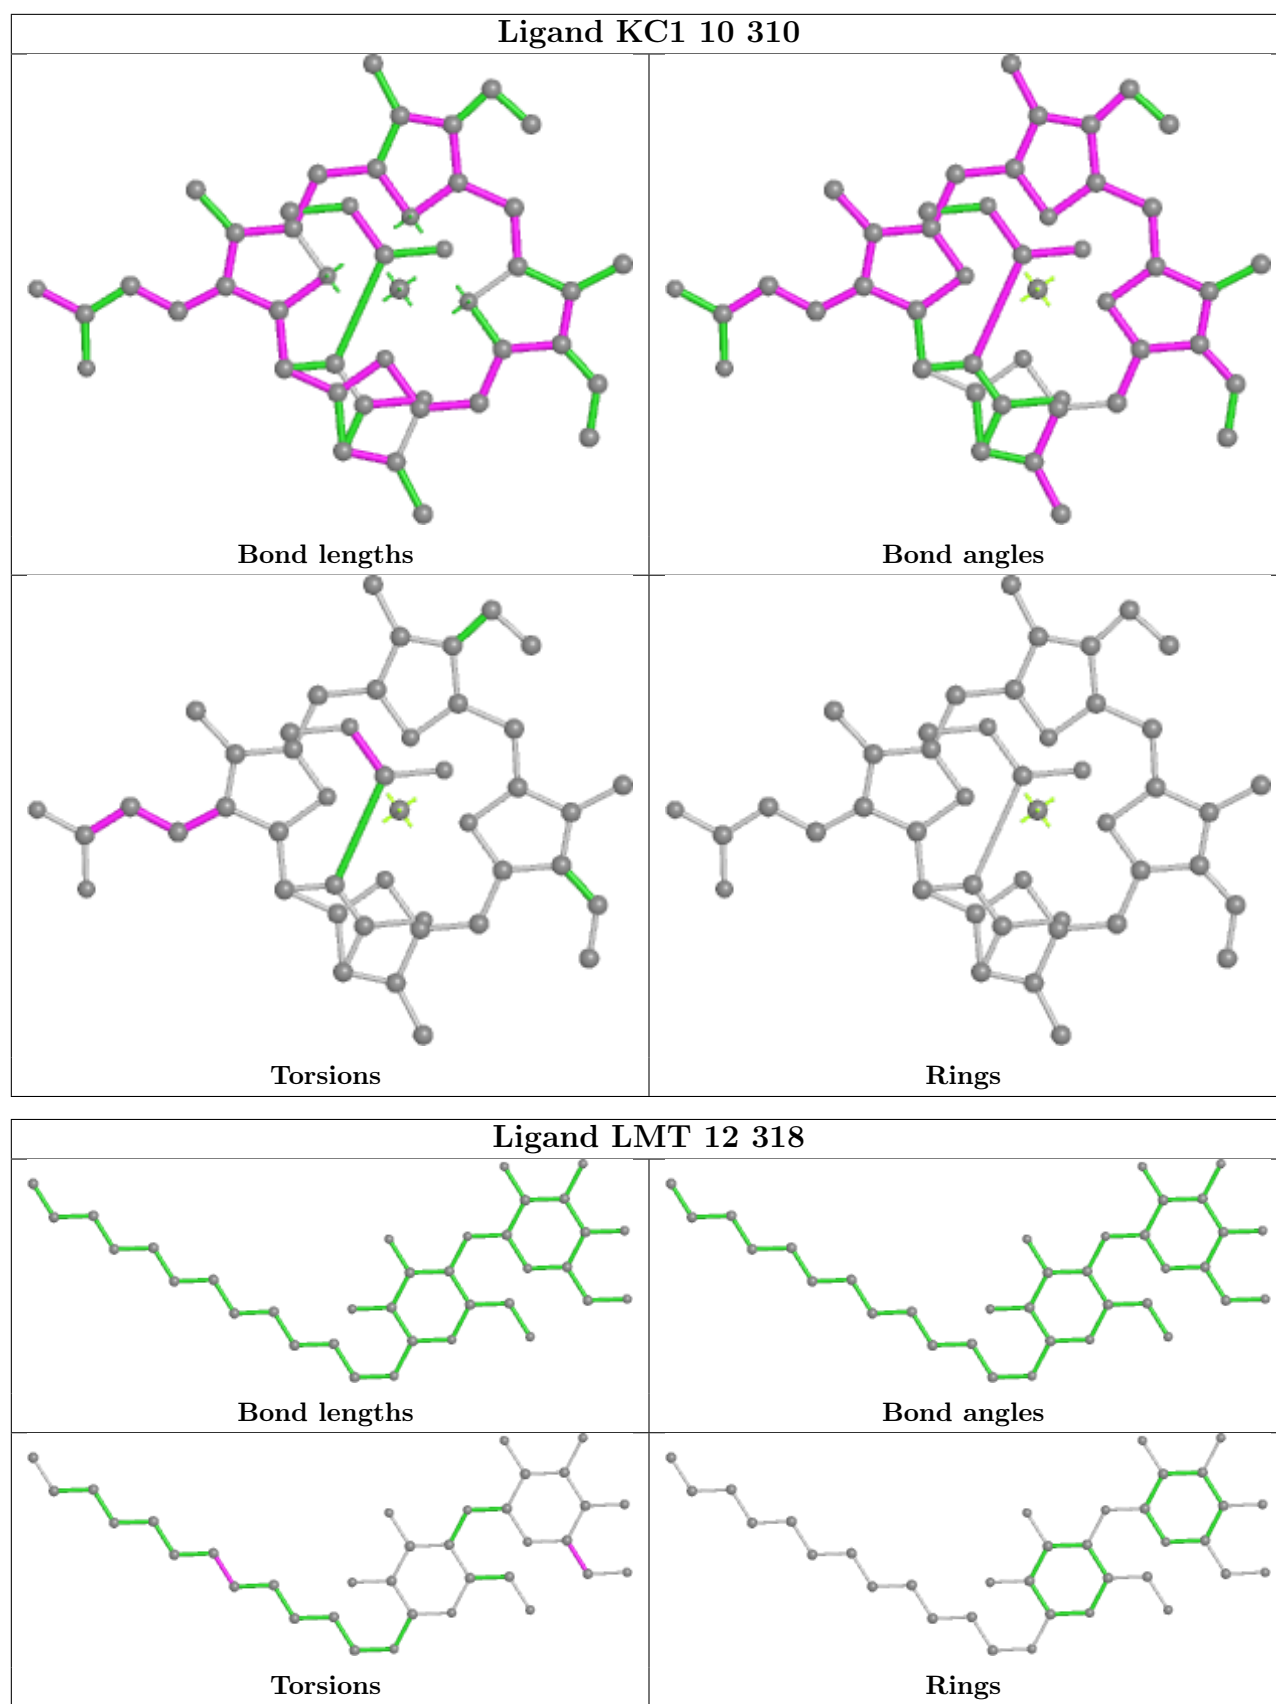 Ligand KC1 10 310
Bond lengths
Bond angles
Torsions
Rings
Ligand LMT 12 318
Bond lengths
Bond angles
Torsions
Rings